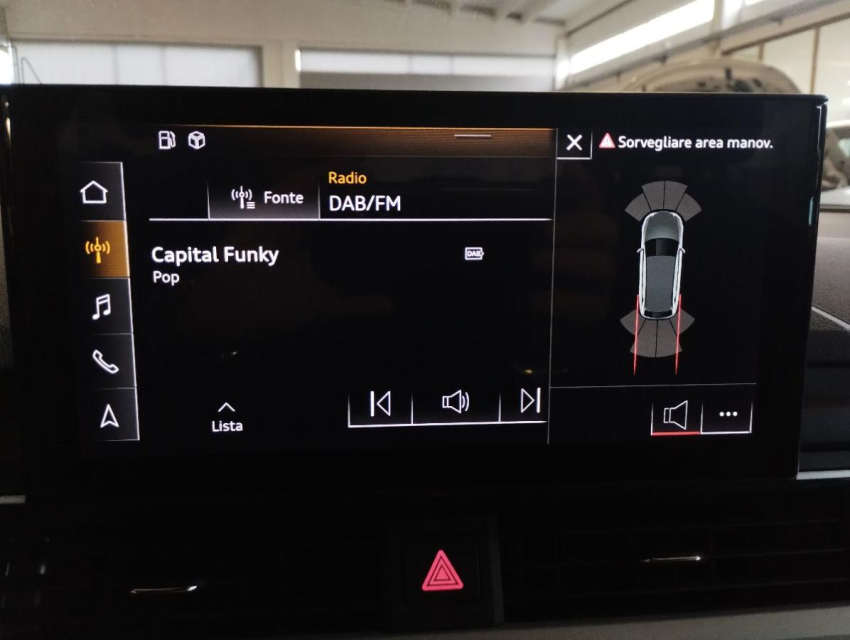 Sorvegliare area manov.
Radio
Fonte
DAB/FM
Capital Funky
DAB
Pop
Lista